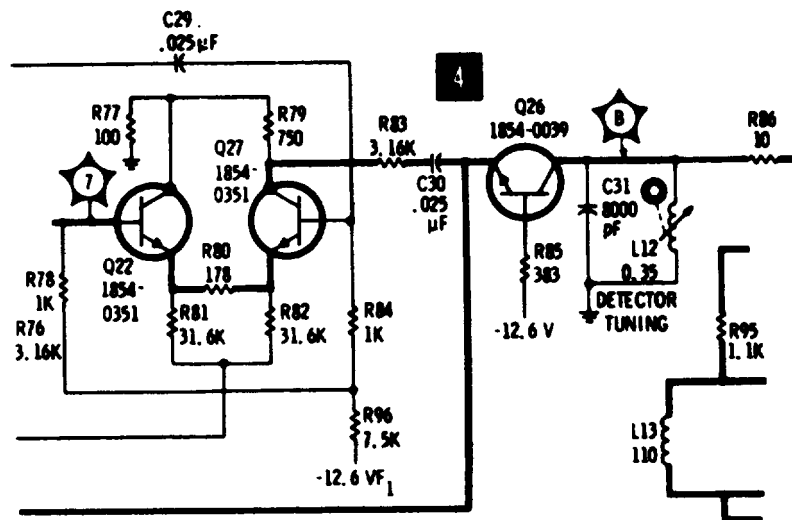 C29
.025μF
4
R77
100
R79
750
R83
3.16K
Q26
1854-0039
B
R86
10
Q27
1854-
0351
7
C30
.025
μF
C31
8000
pF
R78
1K
Q22
1854-
0351
R80
178
R85
383
L12
0.35
R76
3.16K
R81
31.6K
R82
31.6K
R84
1K
-12.6 V
DETECTOR
TUNING
R95
1.1K
R96
7.5K
L13
110
-12.6 VF1